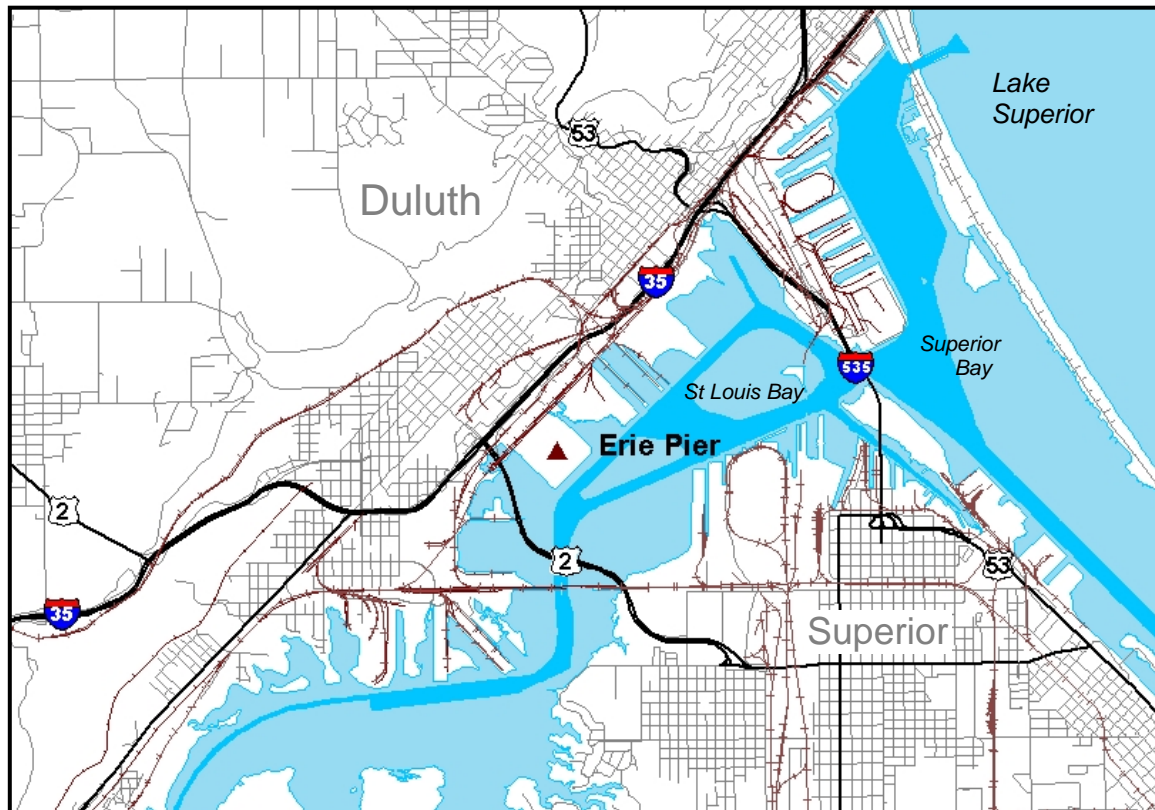 Lake
Superior
53
Duluth
35
Superior
Bay
535
St Louis Bay
Erie Pier
2
2
53
35
Superior